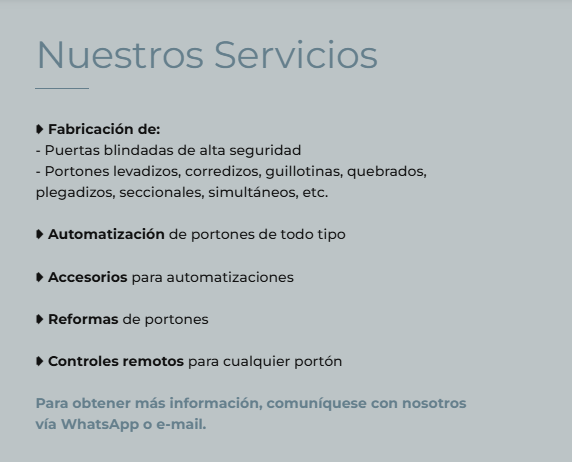 Nuestros Servicios
❥ Fabricación de:
- Puertas blindadas de alta seguridad
- Portones levadizos, corredizos, guillotinas, quebrados,
plegadizos, seccionales, simultáneos, etc.
❥ Automatización de portones de todo tipo
❥ Accesorios para automatizaciones
❥ Reformas de portones
❥ Controles remotos para cualquier portón
Para obtener más información, comuníquese con nosotros
vía WhatsApp o e-mail.